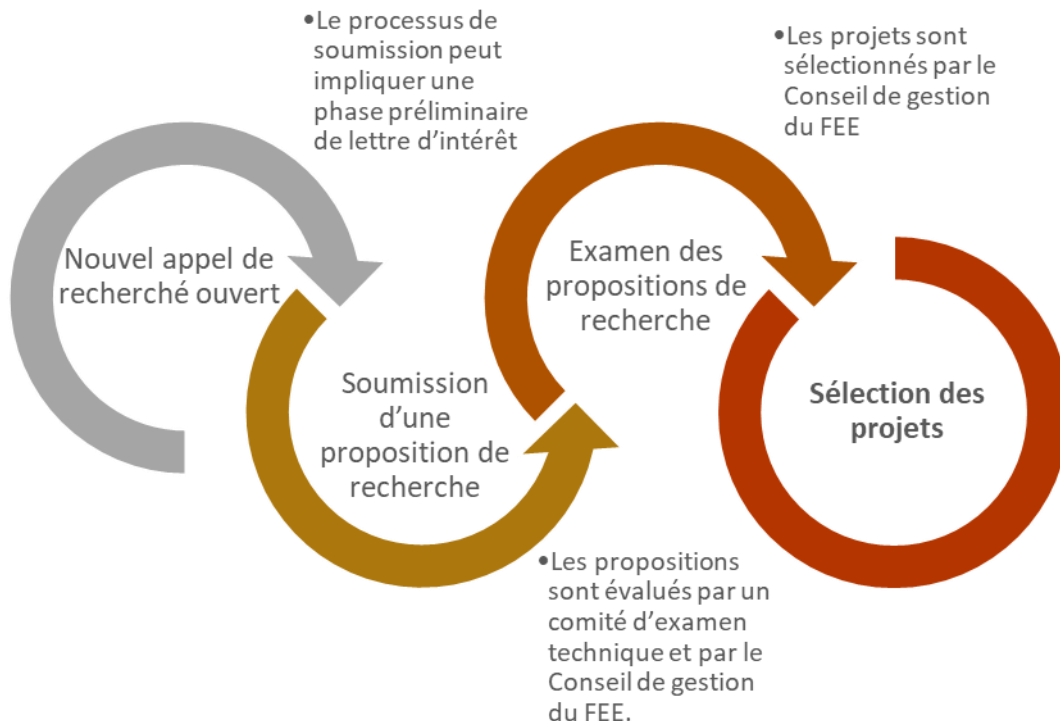 •Le processus de
soumission peut
impliquer une
phase préliminaire
de lettre d’intérêt
•Les projets sont
sélectionnés par le
Conseil de gestion
du FEE
Nouvel appel de
recherché ouvert
Examen des
propositions de
recherche
Soumission
d’une
proposition de
recherche
Sélection des
projets
•Les propositions
sont évalués par un
comité d’examen
technique et par le
Conseil de gestion
du FEE.